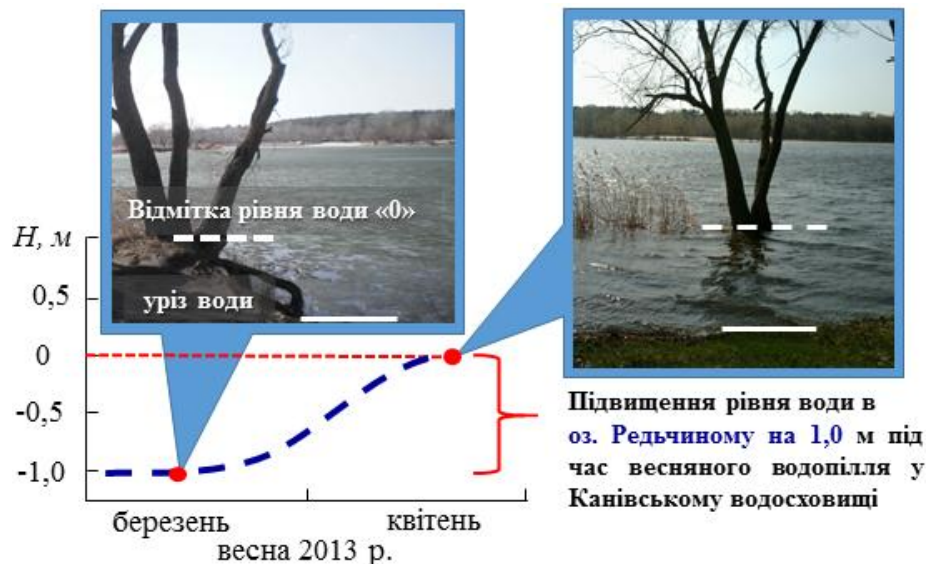 Відмітка рівня води «0»
уріз води
H, м
0,5
0
-0,5
-1,0
березень
квітень
весна 2013 р.
Підвищення рівня води в
оз. Редьчиному на 1,0 м під
час весняного водопілля у
Канівському водосховищі